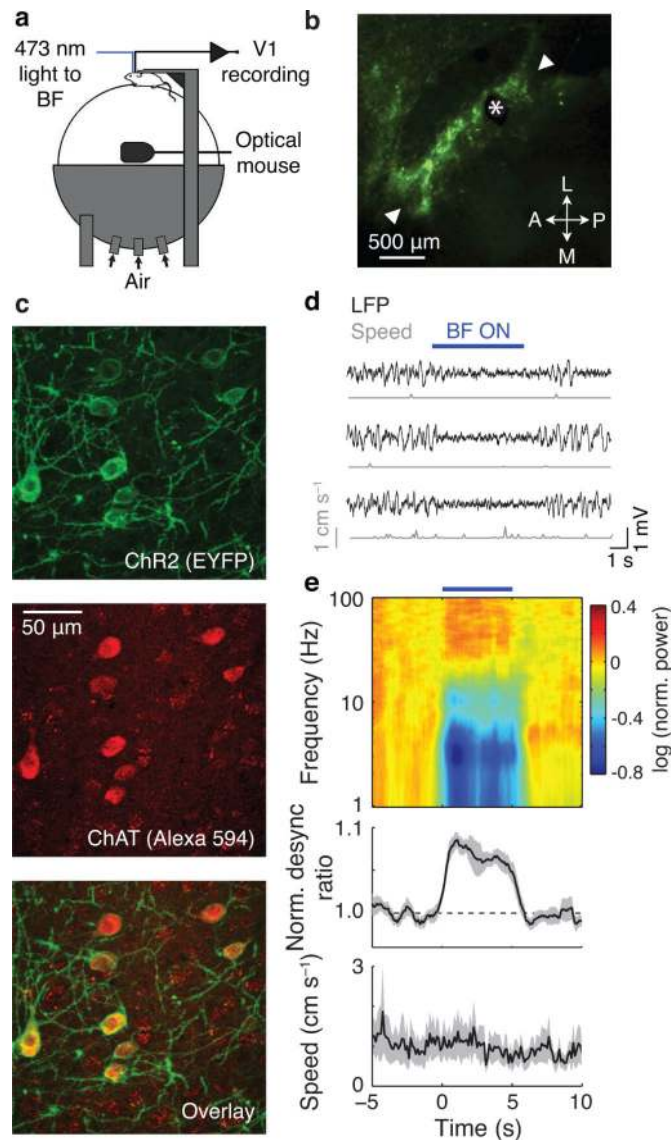 a
473 nm
light to
BF
V1
recording
Optical
mouse
Air
b
*
L
A P
M
500 µm
c
ChR2 (EYFP)
50 µm
ChAT (Alexa 594)
Overlay
d
LFP
Speed
BF ON
1 cm s⁻¹
1 mV
1 s
e
Frequency (Hz)
100
10
1
0.4
0
-0.4
-0.8
log (norm. power)
Norm. desync
ratio
1.1
1.0
Speed (cm s⁻¹)
3
0
−5 0 5 10
Time (s)